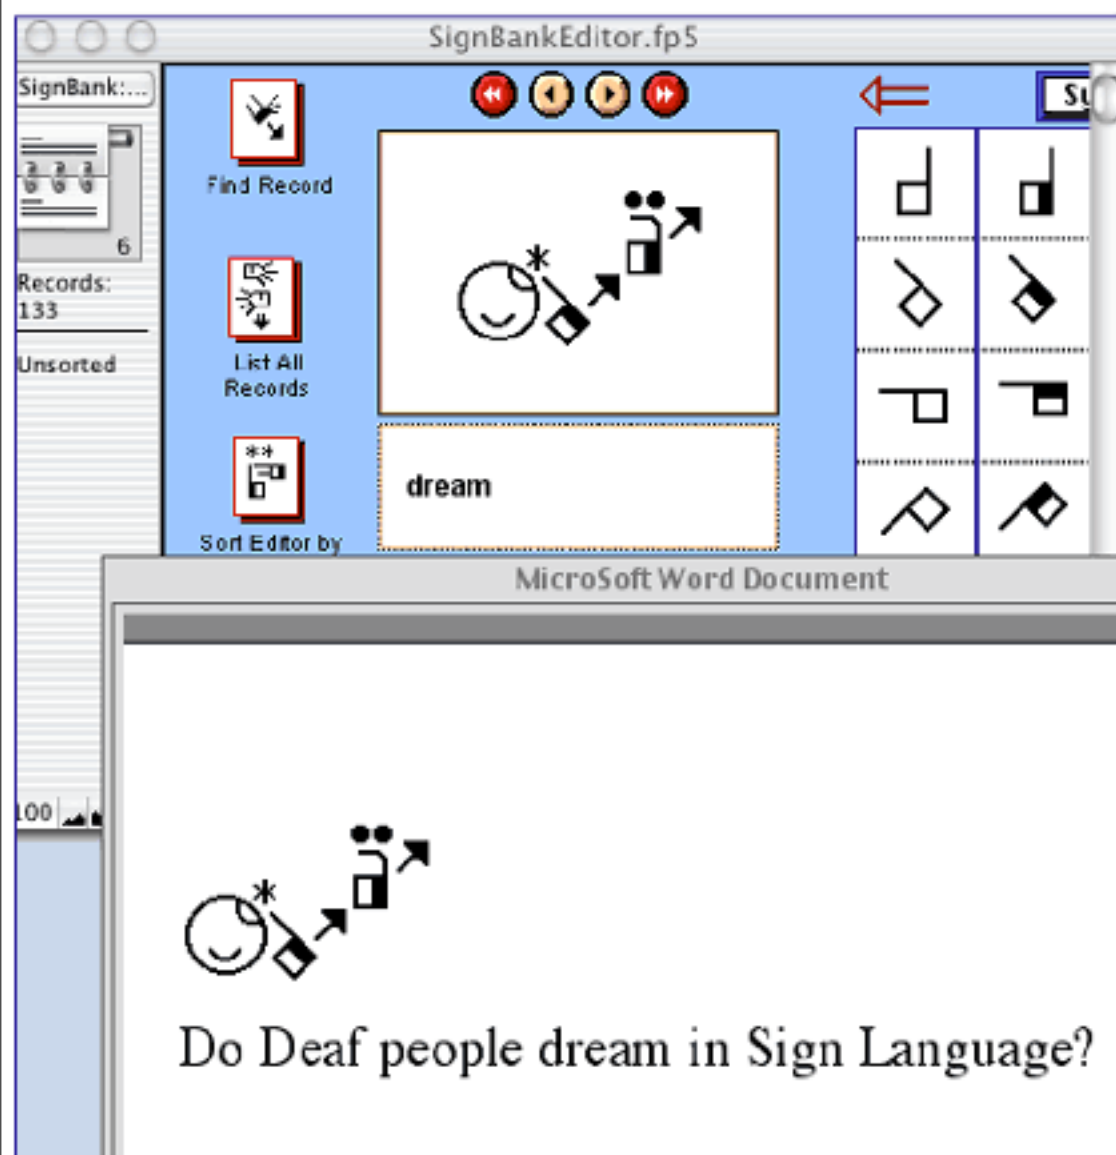 SignBankEditor.fp5
SignBank:...
6
Records:
133
Unsorted
100
Find Record
List All
Records
Sort Editor by
dream
MicroSoft Word Document
Do Deaf people dream in Sign Language?